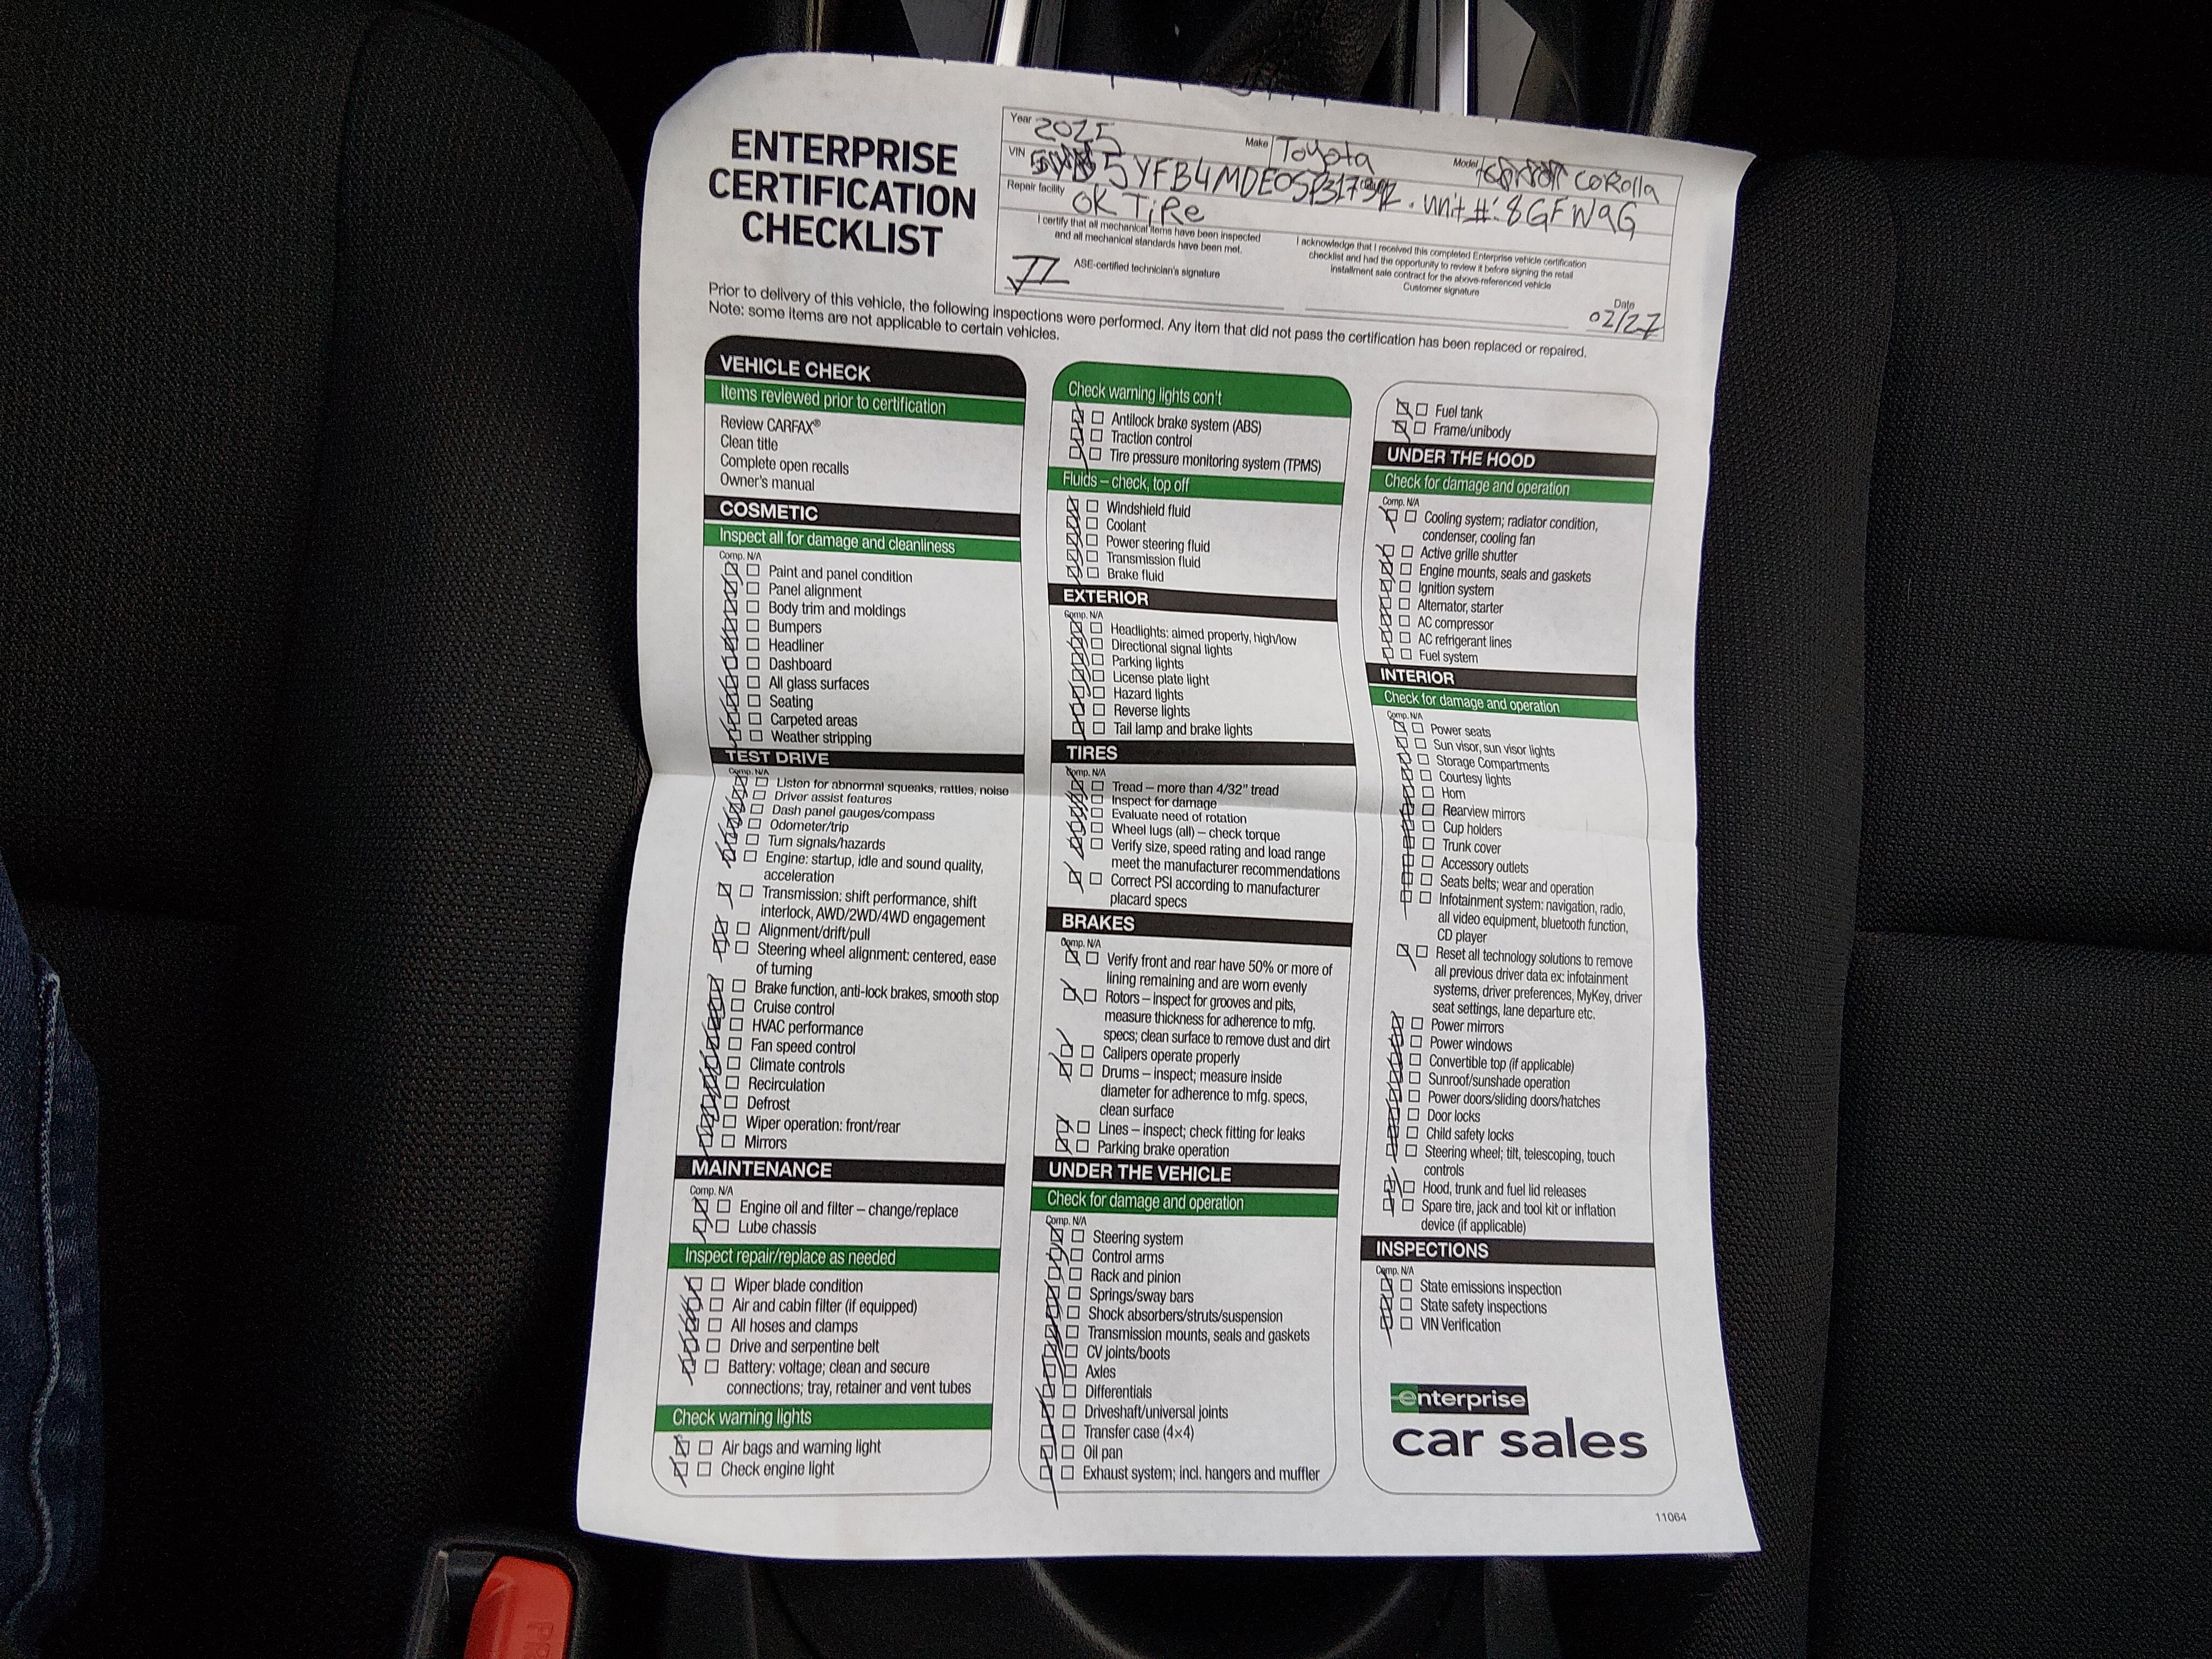 ENTERPRISE
CERTIFICATION
CHECKLIST
Year 2025 Make Toyota Model Corolla
VIN 5YFB4MDE0SP317 . unit #: 8GFW9G
Repair facility OK TiRe
I certify that all mechanical items have been inspected
and all mechanical standards have been met.
ASE-certified technician's signature
I acknowledge that I received this completed Enterprise vehicle certification
checklist and had the opportunity to review it before signing the retail
installment sale contract for the above-referenced vehicle
Customer signature
Date
02/27
Prior to delivery of this vehicle, the following inspections were performed. Any item that did not pass the certification has been replaced or repaired.
Note: some items are not applicable to certain vehicles.
VEHICLE CHECK
Items reviewed prior to certification
Review CARFAX®
Clean title
Complete open recalls
Owner's manual
COSMETIC
Inspect all for damage and cleanliness
Comp. N/A
Paint and panel condition
Panel alignment
Body trim and moldings
Bumpers
Headliner
Dashboard
All glass surfaces
Seating
Carpeted areas
Weather stripping
TEST DRIVE
Comp. N/A
Listen for abnormal squeaks, rattles, noise
Driver assist features
Dash panel gauges/compass
Odometer/trip
Turn signals/hazards
Engine: startup, idle and sound quality,
acceleration
Transmission: shift performance, shift
interlock, AWD/2WD/4WD engagement
Alignment/drift/pull
Steering wheel alignment: centered, ease
of turning
Brake function, anti-lock brakes, smooth stop
Cruise control
HVAC performance
Fan speed control
Climate controls
Recirculation
Defrost
Wiper operation: front/rear
Mirrors
MAINTENANCE
Comp. N/A
Engine oil and filter – change/replace
Lube chassis
Inspect repair/replace as needed
Wiper blade condition
Air and cabin filter (if equipped)
All hoses and clamps
Drive and serpentine belt
Battery: voltage; clean and secure
connections; tray, retainer and vent tubes
Check warning lights
Air bags and warning light
Check engine light
Check warning lights con't
Antilock brake system (ABS)
Traction control
Tire pressure monitoring system (TPMS)
Fluids – check, top off
Windshield fluid
Coolant
Power steering fluid
Transmission fluid
Brake fluid
EXTERIOR
Comp. N/A
Headlights: aimed properly, high/low
Directional signal lights
Parking lights
License plate light
Hazard lights
Reverse lights
Tail lamp and brake lights
TIRES
Comp. N/A
Tread – more than 4/32" tread
Inspect for damage
Evaluate need of rotation
Wheel lugs (all) – check torque
Verify size, speed rating and load range
meet the manufacturer recommendations
Correct PSI according to manufacturer
placard specs
BRAKES
Comp. N/A
Verify front and rear have 50% or more of
lining remaining and are worn evenly
Rotors – inspect for grooves and pits,
measure thickness for adherence to mfg.
specs; clean surface to remove dust and dirt
Calipers operate properly
Drums – inspect; measure inside
diameter for adherence to mfg. specs,
clean surface
Lines – inspect; check fitting for leaks
Parking brake operation
UNDER THE VEHICLE
Check for damage and operation
Comp. N/A
Steering system
Control arms
Rack and pinion
Springs/sway bars
Shock absorbers/struts/suspension
Transmission mounts, seals and gaskets
CV joints/boots
Axles
Differentials
Driveshaft/universal joints
Transfer case (4×4)
Oil pan
Exhaust system; incl. hangers and muffler
Fuel tank
Frame/unibody
UNDER THE HOOD
Check for damage and operation
Comp. N/A
Cooling system; radiator condition,
condenser, cooling fan
Active grille shutter
Engine mounts, seals and gaskets
Ignition system
Alternator, starter
AC compressor
AC refrigerant lines
Fuel system
INTERIOR
Check for damage and operation
Comp. N/A
Power seats
Sun visor, sun visor lights
Storage Compartments
Courtesy lights
Horn
Rearview mirrors
Cup holders
Trunk cover
Accessory outlets
Seats belts; wear and operation
Infotainment system: navigation, radio,
all video equipment, bluetooth function,
CD player
Reset all technology solutions to remove
all previous driver data ex: infotainment
systems, driver preferences, MyKey, driver
seat settings, lane departure etc.
Power mirrors
Power windows
Convertible top (if applicable)
Sunroof/sunshade operation
Power doors/sliding doors/hatches
Door locks
Child safety locks
Steering wheel; tilt, telescoping, touch
controls
Hood, trunk and fuel lid releases
Spare tire, jack and tool kit or inflation
device (if applicable)
INSPECTIONS
Comp. N/A
State emissions inspection
State safety inspections
VIN Verification
enterprise
car sales
11064